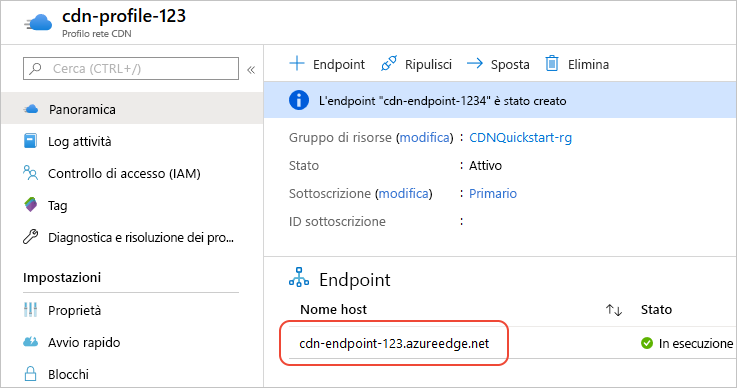 cdn-profile-123
Profilo rete CDN
Cerca (CTRL+/)
«
Panoramica
Log attività
Controllo di accesso (IAM)
Tag
Diagnostica e risoluzione dei pro...
Impostazioni
Proprietà
Avvio rapido
Blocchi
+ Endpoint
Ripulisci
Sposta
Elimina
L'endpoint "cdn-endpoint-1234" è stato creato
Gruppo di risorse (modifica) : CDNQuickstart-rg
Stato : Attivo
Sottoscrizione (modifica) : Primario
ID sottoscrizione :
Endpoint
Nome host ↑↓ Stato
cdn-endpoint-123.azureedge.net In esecuzione